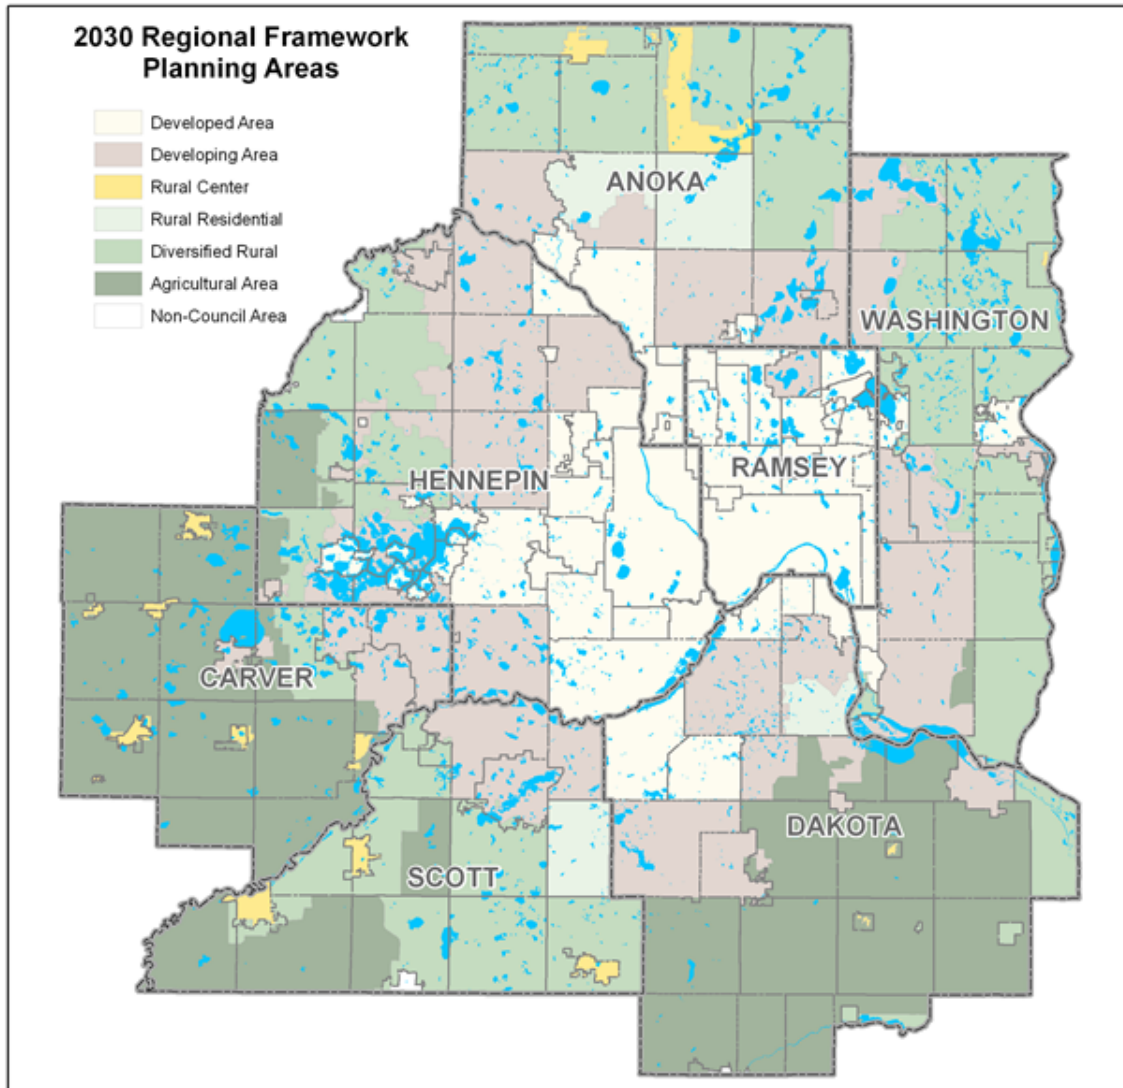 2030 Regional Framework
Planning Areas
Developed Area
Developing Area
Rural Center
Rural Residential
Diversified Rural
Agricultural Area
Non-Council Area
ANOKA
WASHINGTON
HENNEPIN
RAMSEY
CARVER
DAKOTA
SCOTT